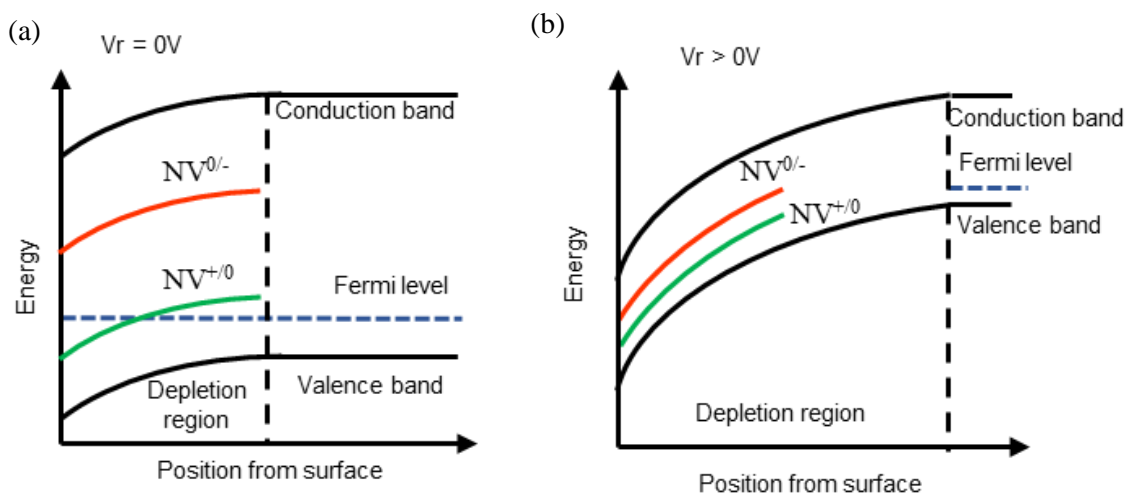 (a)
Vr = 0V
Conduction band
NV0/-
NV+/0
Fermi level
Energy
Depletion
region
Valence band
Position from surface
(b)
Vr > 0V
Conduction band
NV0/-
Fermi level
NV+/0
Valence band
Energy
Depletion region
Position from surface